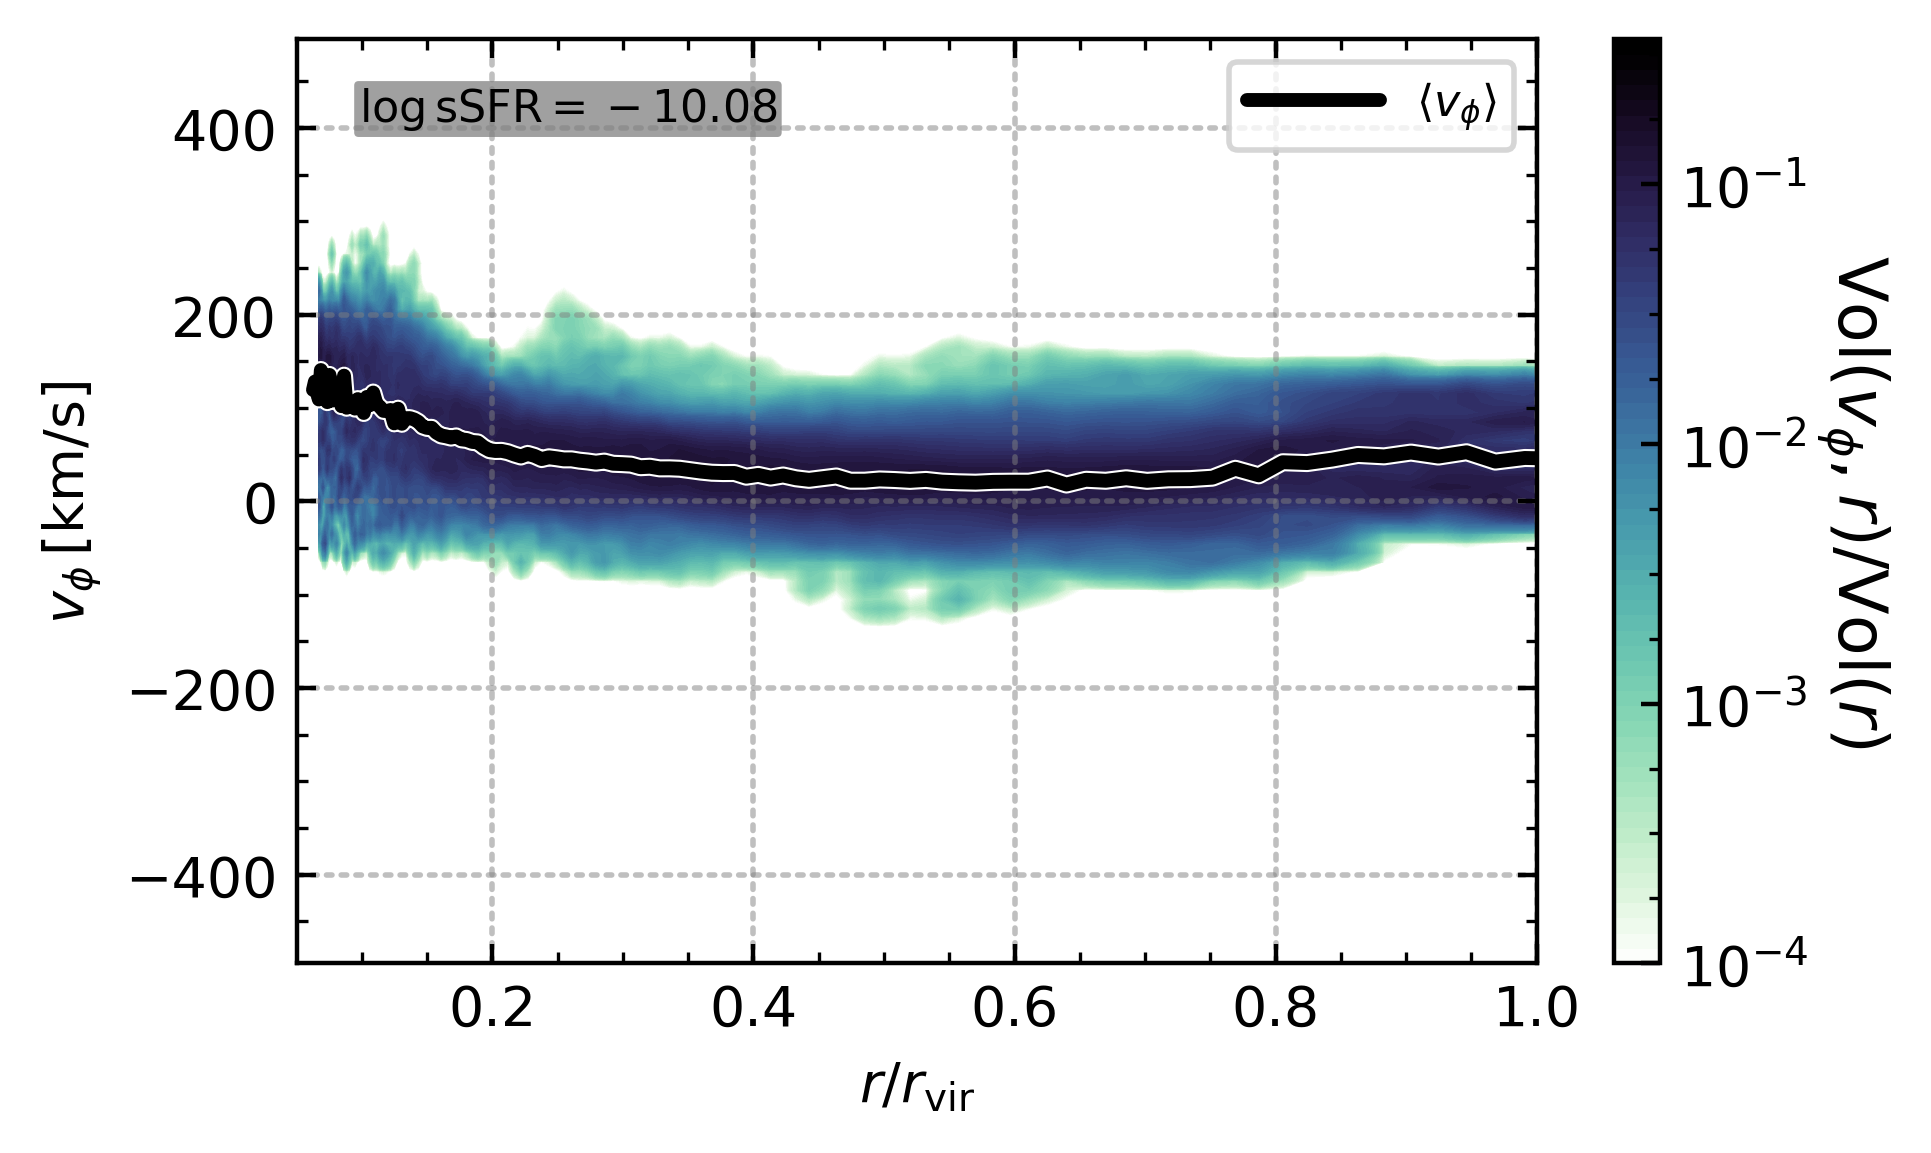 log sSFR = − 10.08
⟨v_ϕ⟩
400
200
0
−200
−400
v_ϕ [km/s]
0.2 0.4 0.6 0.8 1.0
r/r_vir
10^−1
10^−2
10^−3
10^−4
Vol(v_ϕ, r)/Vol(r)